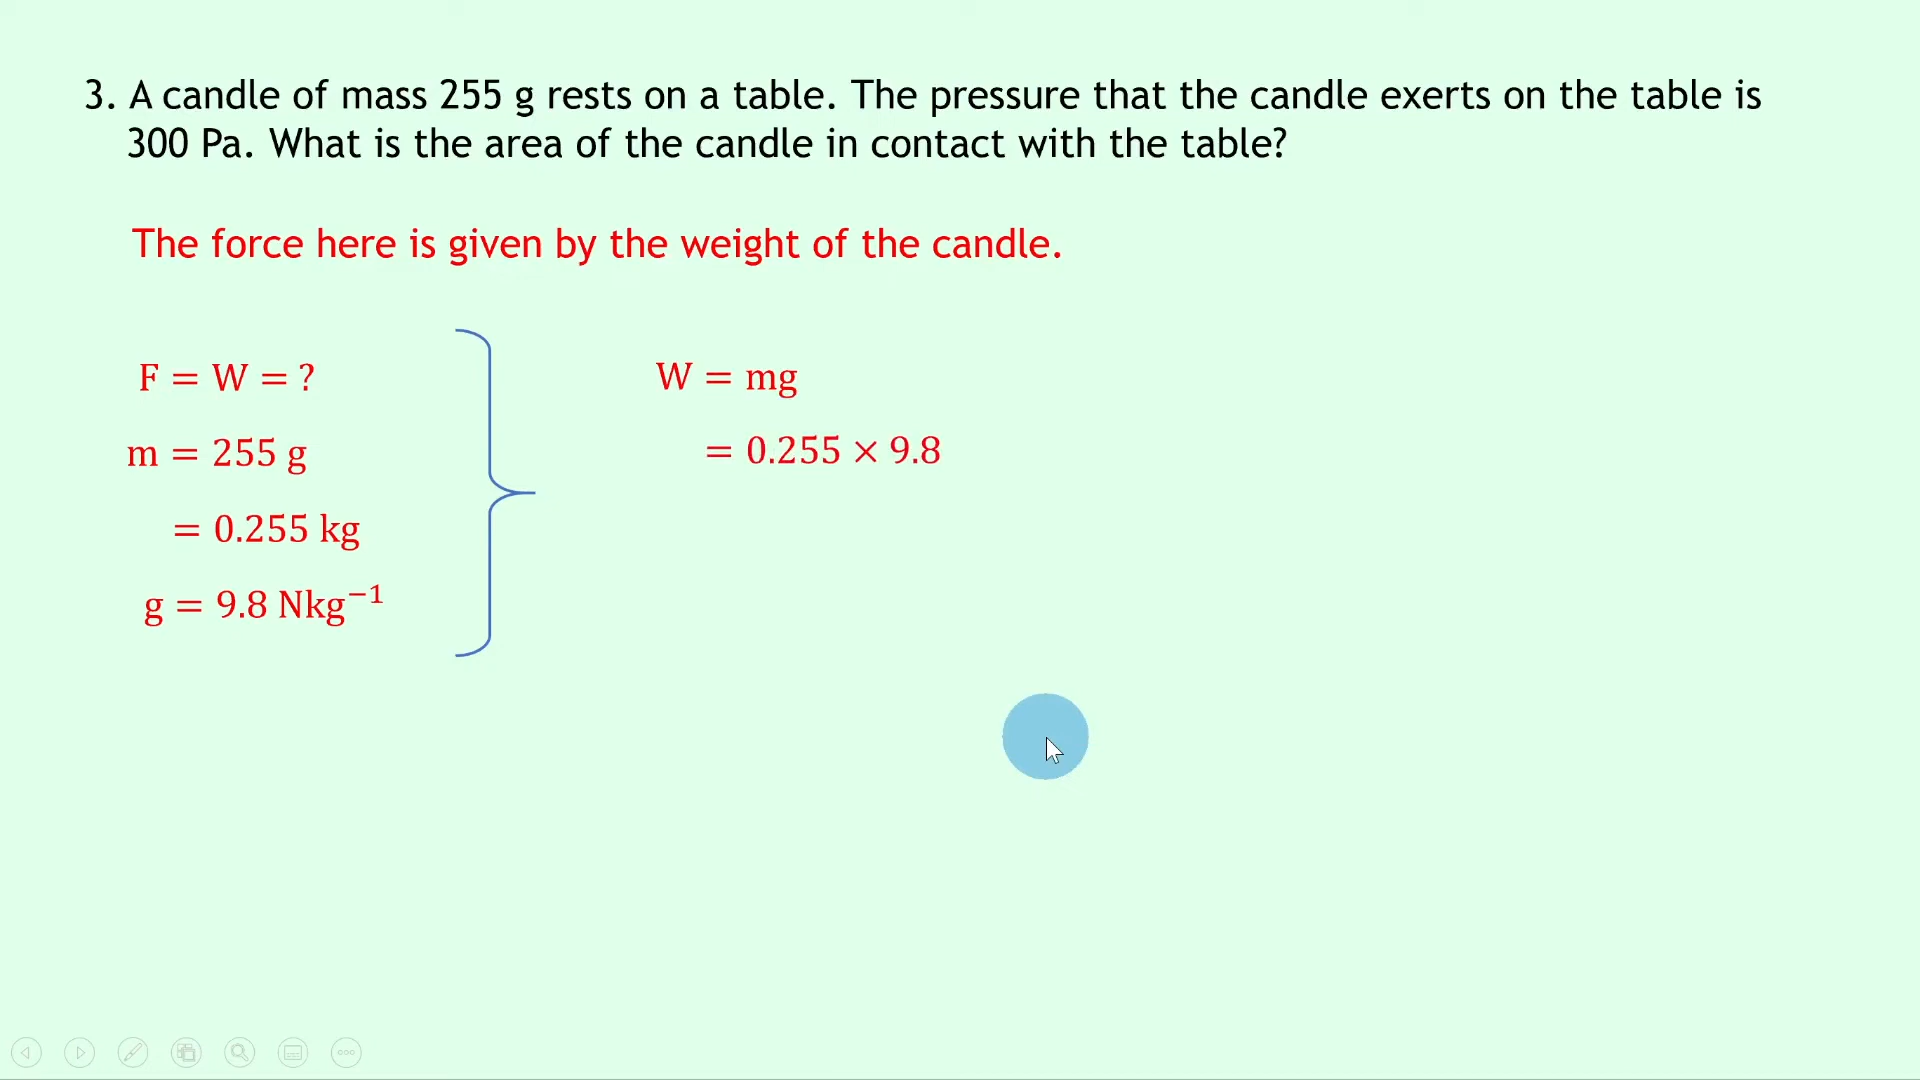 3. A candle of mass 255 g rests on a table. The pressure that the candle exerts on the table is
300 Pa. What is the area of the candle in contact with the table?
The force here is given by the weight of the candle.
F = W = ?
m = 255 g
= 0.255 kg
g = 9.8 Nkg⁻¹
W = mg
= 0.255 × 9.8